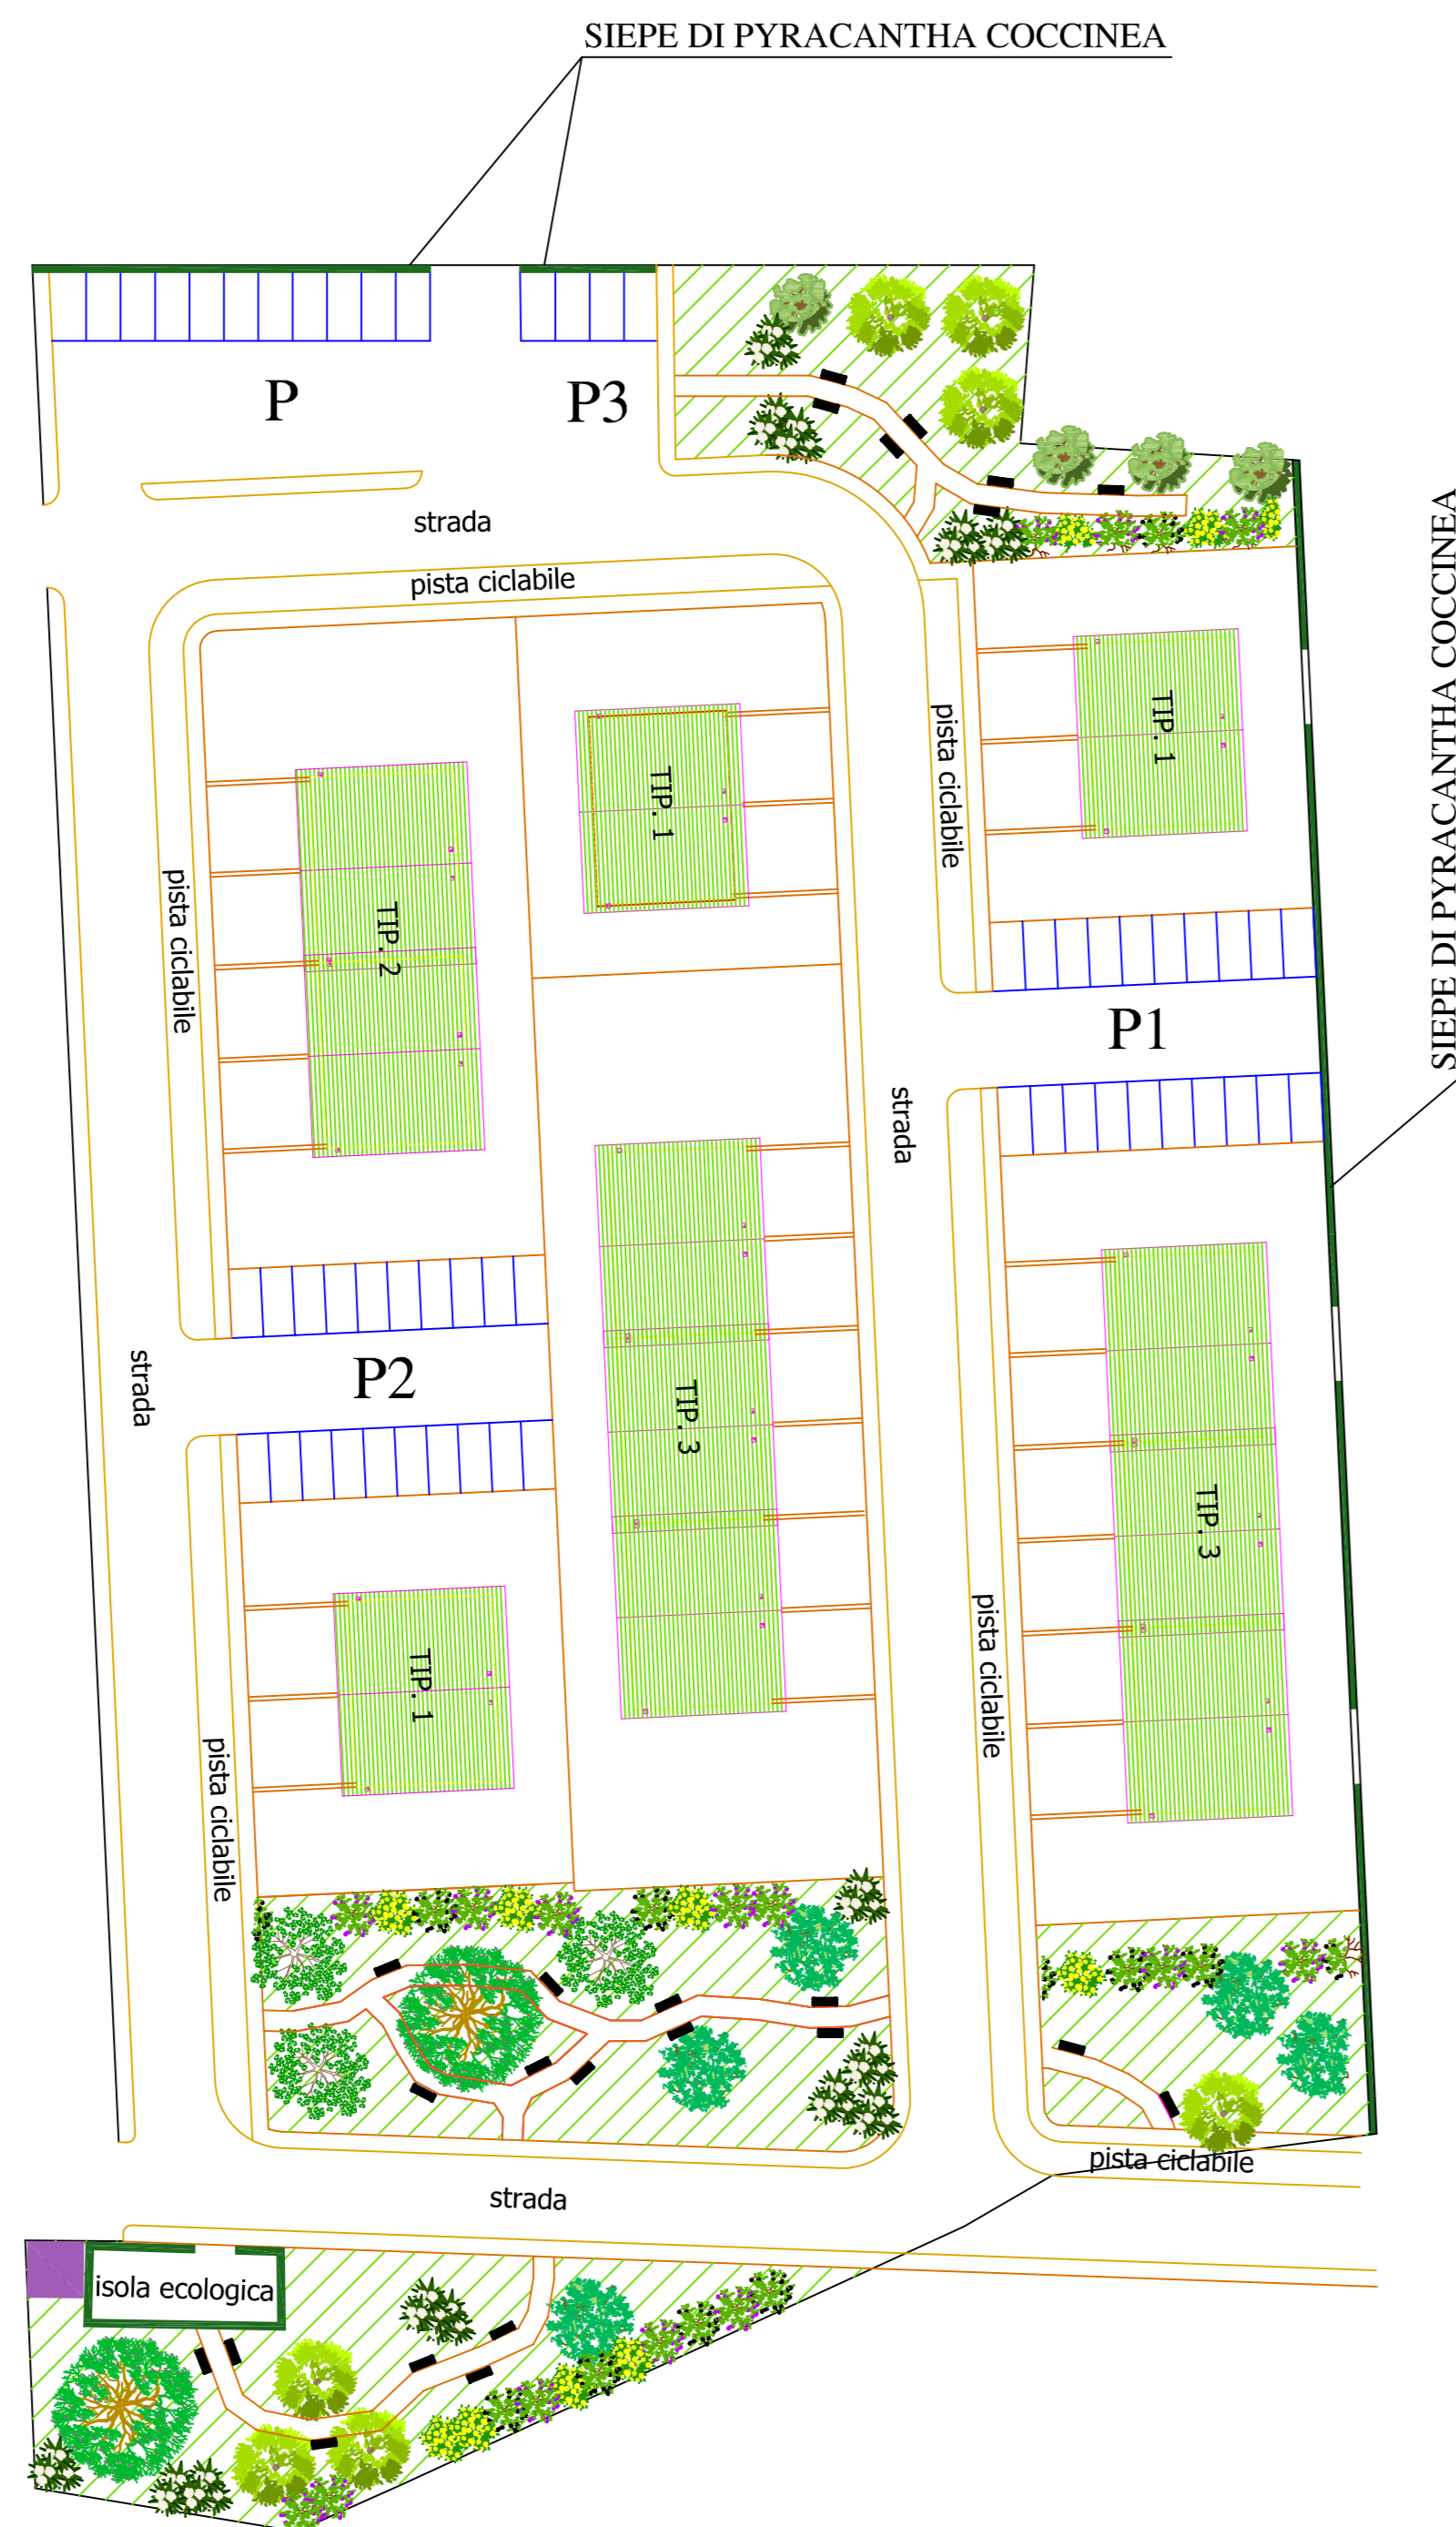 SIEPE DI PYRACANTHA COCCINEA
P
P3
strada
pista ciclabile
SIEPE DI PYRACANTHA COCCINEA
TIP. 1
pista ciclabile
TIP. 1
pista ciclabile
TIP. 2
P1
strada
strada
P2
TIP. 3
TIP. 3
pista ciclabile
TIP. 1
pista ciclabile
pista ciclabile
strada
isola ecologica